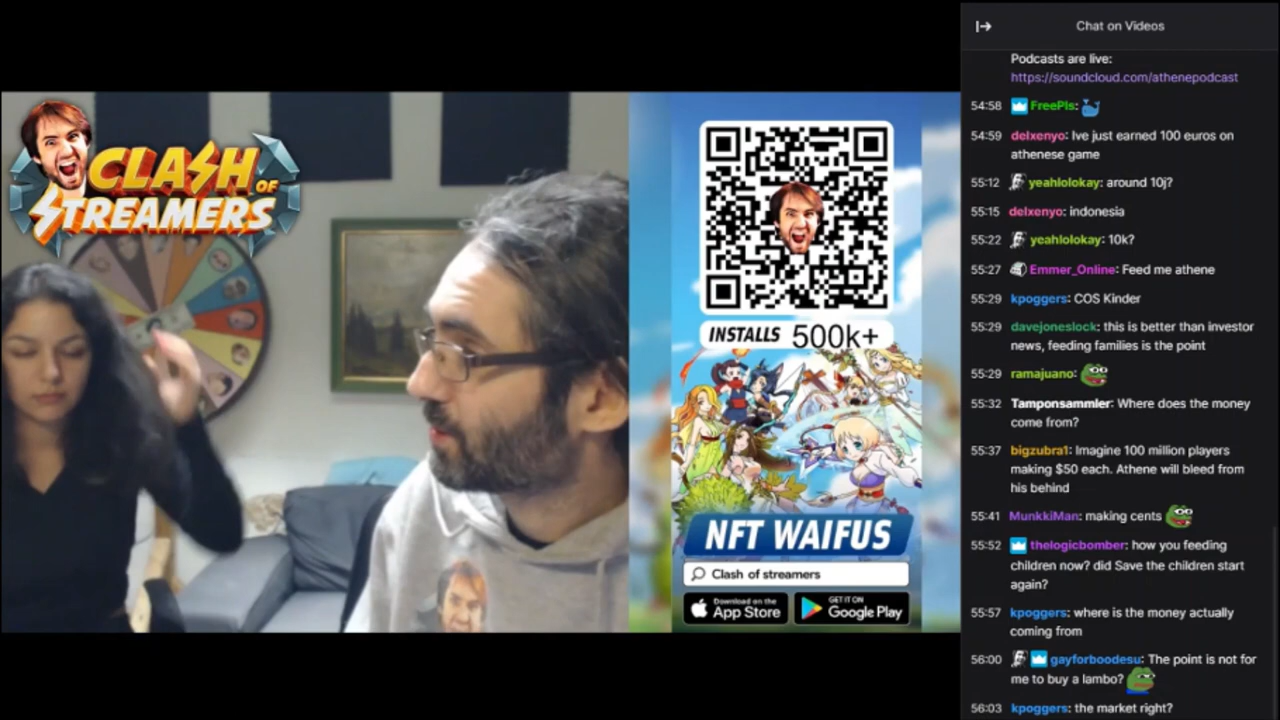 CLASH
OF
STREAMERS
INSTALLS 500k+
NFT WAIFUS
Clash of streamers
Download on the
App Store
GET IT ON
Google Play
Chat on Videos
Podcasts are live:
https://soundcloud.com/athenepodcast
54:58 FreePls:
54:59 delxenyo: Ive just earned 100 euros on
athenese game
55:12 yeahlolokay: around 10j?
55:15 delxenyo: indonesia
55:22 yeahlolokay: 10k?
55:27 Emmer_Online: Feed me athene
55:29 kpoggers: COS Kinder
55:29 davejoneslock: this is better than investor
news, feeding families is the point
55:29 ramajuano:
55:32 Tamponsammler: Where does the money
come from?
55:37 bigzubra1: Imagine 100 million players
making $50 each. Athene will bleed from
his behind
55:41 MunkkiMan: making cents
55:52 thelogicbomber: how you feeding
children now? did Save the children start
again?
55:57 kpoggers: where is the money actually
coming from
56:00 gayforboodesu: The point is not for
me to buy a lambo?
56:03 kpoggers: the market right?